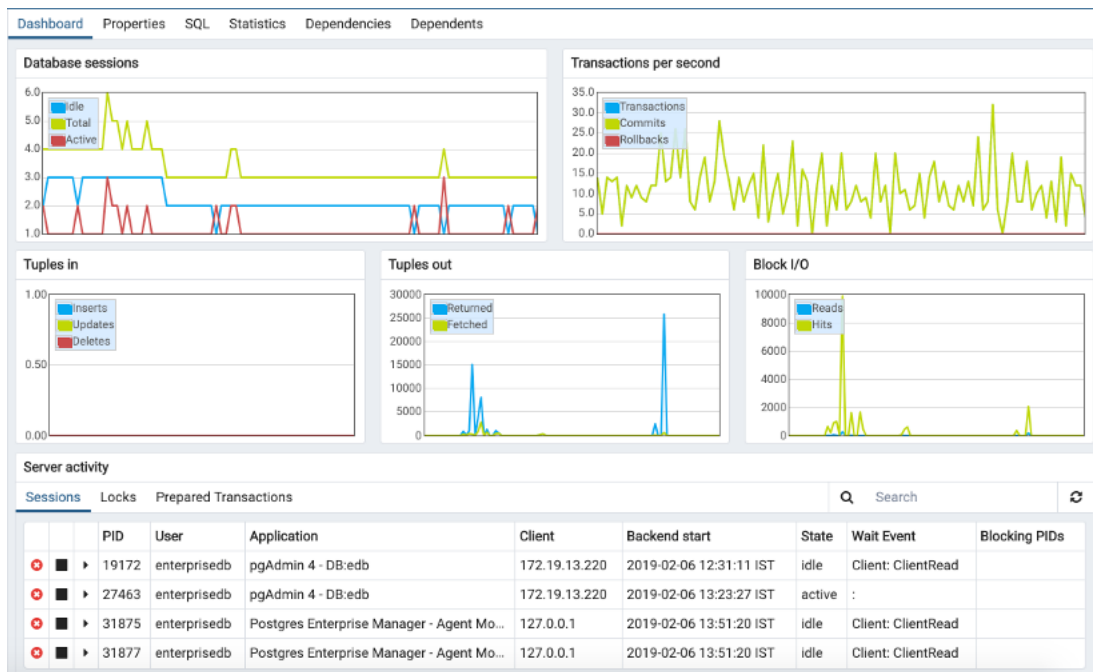 Dashboard Properties SQL Statistics Dependencies Dependents
Database sessions
6.0
5.0
4.0
3.0
2.0
1.0
Idle
Total
Active
Transactions per second
35.0
30.0
25.0
20.0
15.0
10.0
5.0
0.0
Transactions
Commits
Rollbacks
Tuples in
1.00
0.50
0.00
Inserts
Updates
Deletes
Tuples out
30000
25000
20000
15000
10000
5000
0
Returned
Fetched
Block I/O
10000
8000
6000
4000
2000
0
Reads
Hits
Server activity
Sessions Locks Prepared Transactions Search
PID User Application Client Backend start State Wait Event Blocking PIDs
19172 enterprisedb pgAdmin 4 - DB:edb 172.19.13.220 2019-02-06 12:31:11 IST idle Client: ClientRead
27463 enterprisedb pgAdmin 4 - DB:edb 172.19.13.220 2019-02-06 13:23:27 IST active :
31875 enterprisedb Postgres Enterprise Manager - Agent Mo... 127.0.0.1 2019-02-06 13:51:20 IST idle Client: ClientRead
31877 enterprisedb Postgres Enterprise Manager - Agent Mo... 127.0.0.1 2019-02-06 13:51:20 IST idle Client: ClientRead